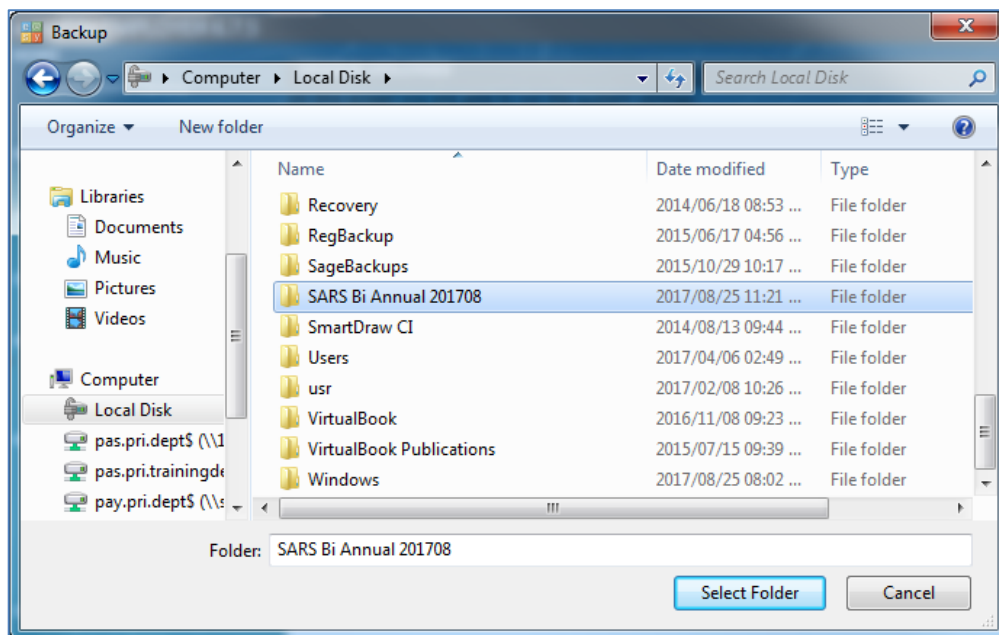 Backup
Computer Local Disk Search Local Disk
Organize New folder
Name Date modified Type
Libraries
Documents
Music
Pictures
Videos
Computer
Local Disk
pas.pri.dept$ (\\1
pas.pri.trainingde
pay.pri.dept$ (\\s
Recovery 2014/06/18 08:53 ... File folder
RegBackup 2015/06/17 04:56 ... File folder
SageBackups 2015/10/29 10:17 ... File folder
SARS Bi Annual 201708 2017/08/25 11:21 ... File folder
SmartDraw CI 2014/08/13 09:44 ... File folder
Users 2017/04/06 02:49 ... File folder
usr 2017/02/08 10:26 ... File folder
VirtualBook 2016/11/08 09:23 ... File folder
VirtualBook Publications 2015/07/15 09:39 ... File folder
Windows 2017/08/25 08:02 ... File folder
Folder: SARS Bi Annual 201708
Select Folder Cancel